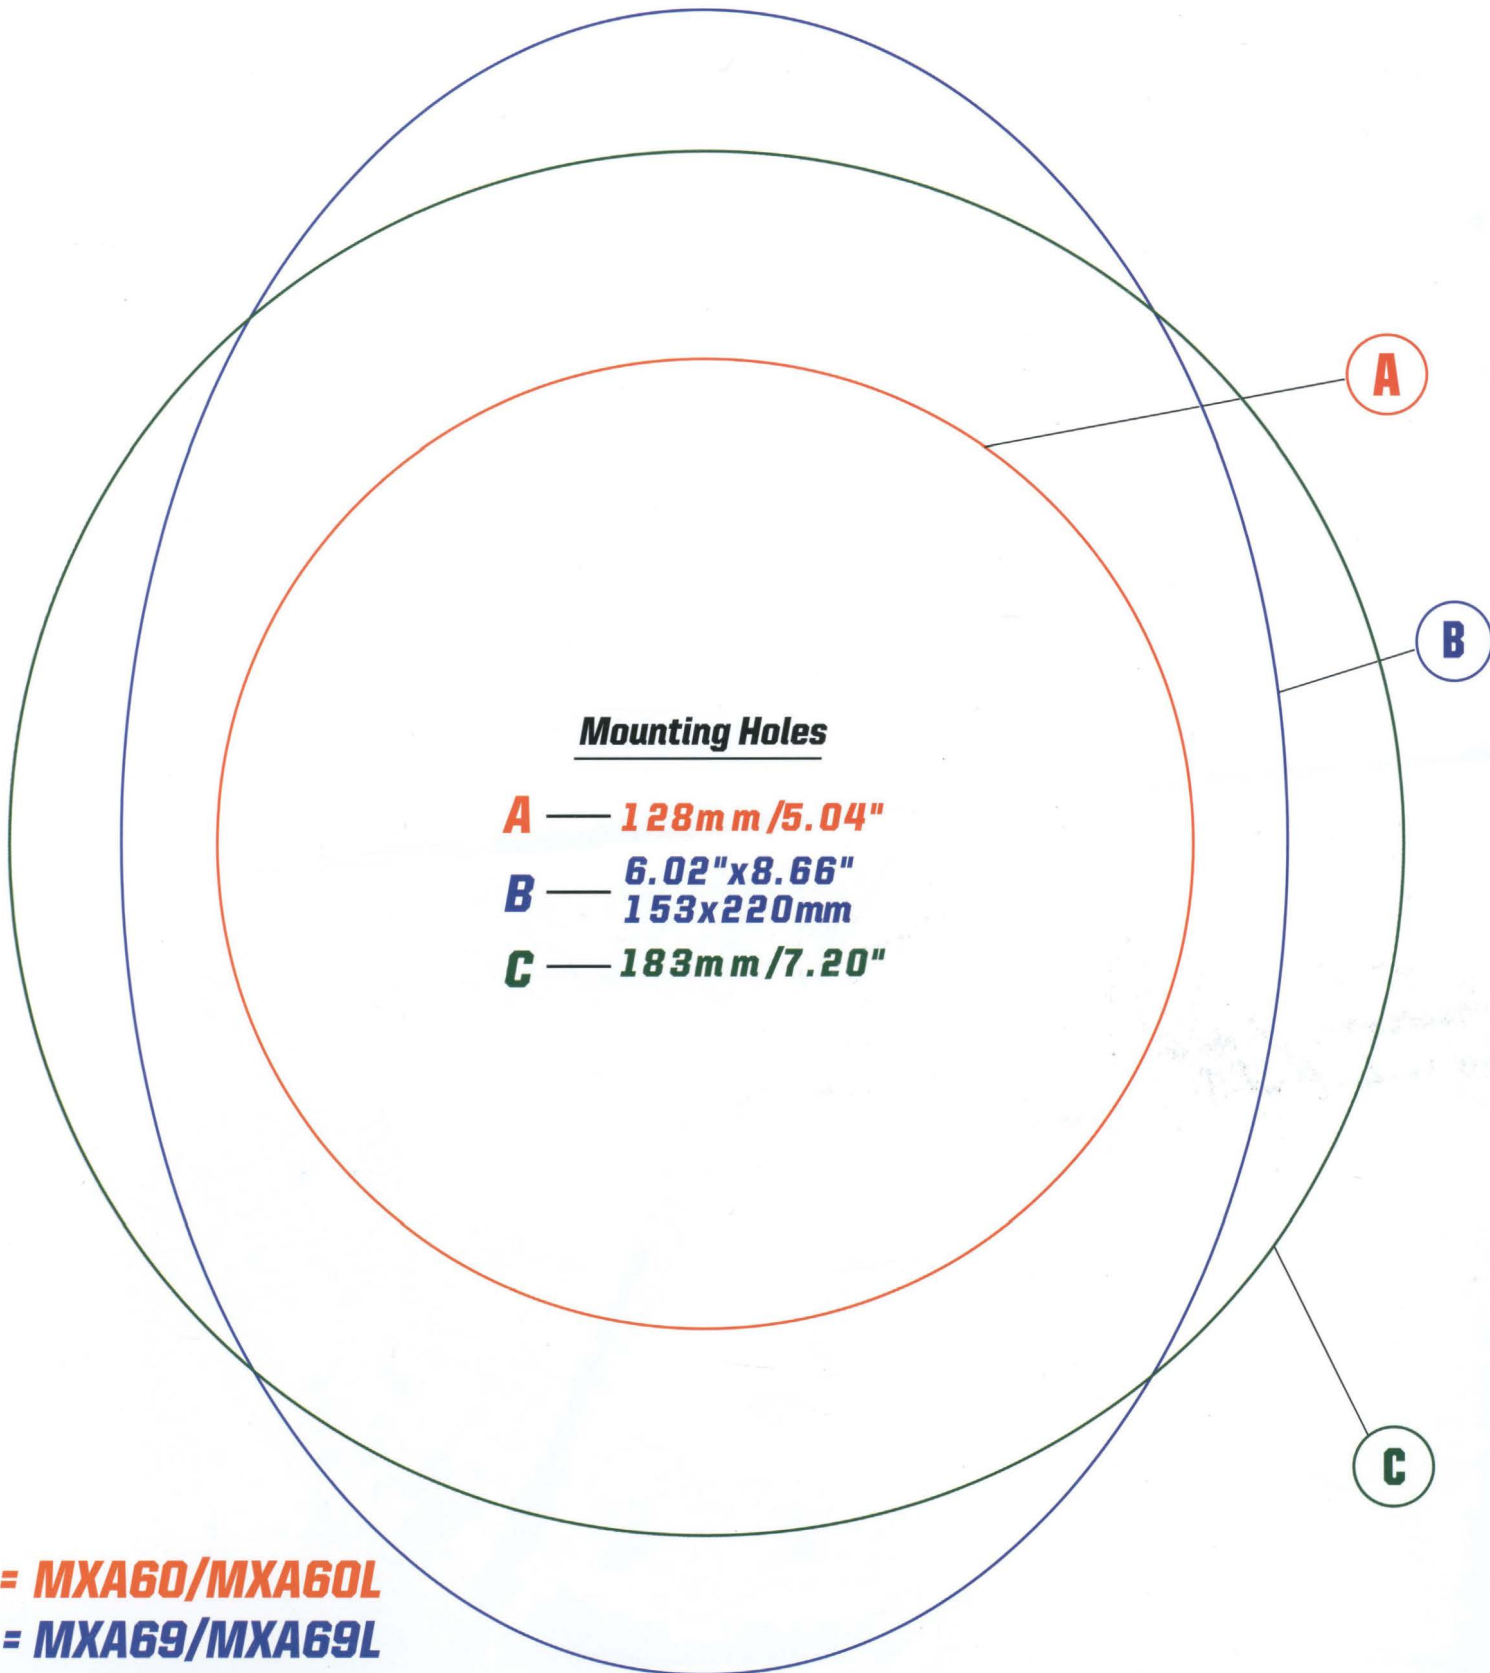 A
B
Mounting Holes
A — 128mm/5.04"
B — 6.02"x8.66"
153x220mm
C — 183mm/7.20"
C
= MXA60/MXA60L
= MXA69/MXA69L